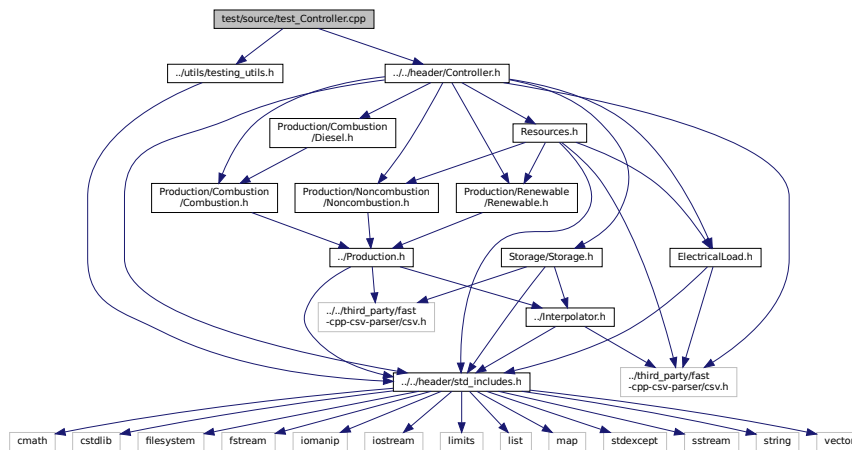 test/source/test_Controller.cpp
../utils/testing_utils.h
../../header/Controller.h
Production/Combustion
/Diesel.h
Resources.h
Production/Combustion
/Combustion.h
Production/Noncombustion
/Noncombustion.h
Production/Renewable
/Renewable.h
../Production.h
Storage/Storage.h
ElectricalLoad.h
../../third_party/fast
-cpp-csv-parser/csv.h
../Interpolator.h
../../header/std_includes.h
../third_party/fast
-cpp-csv-parser/csv.h
cmath
cstdlib
filesystem
fstream
iomanip
iostream
limits
list
map
stdexcept
sstream
string
vector